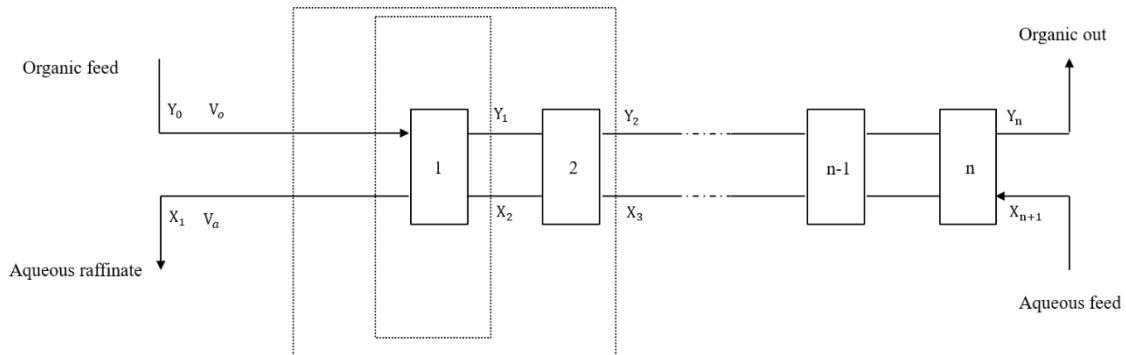 Organic out
Organic feed
Y₀ Vₒ Y₁ Y₂ Yₙ
1 2 n-1 n
X₁ Vₐ X₂ X₃ Xₙ₊₁
Aqueous raffinate
Aqueous feed